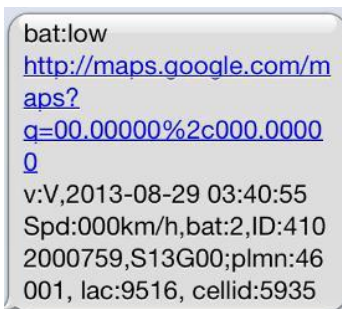 bat:low
http://maps.google.com/m
aps?
q=00.00000%2c000.0000
0
v:V,2013-08-29 03:40:55
Spd:000km/h,bat:2,ID:410
2000759,S13G00;plmn:46
001, lac:9516, cellid:5935